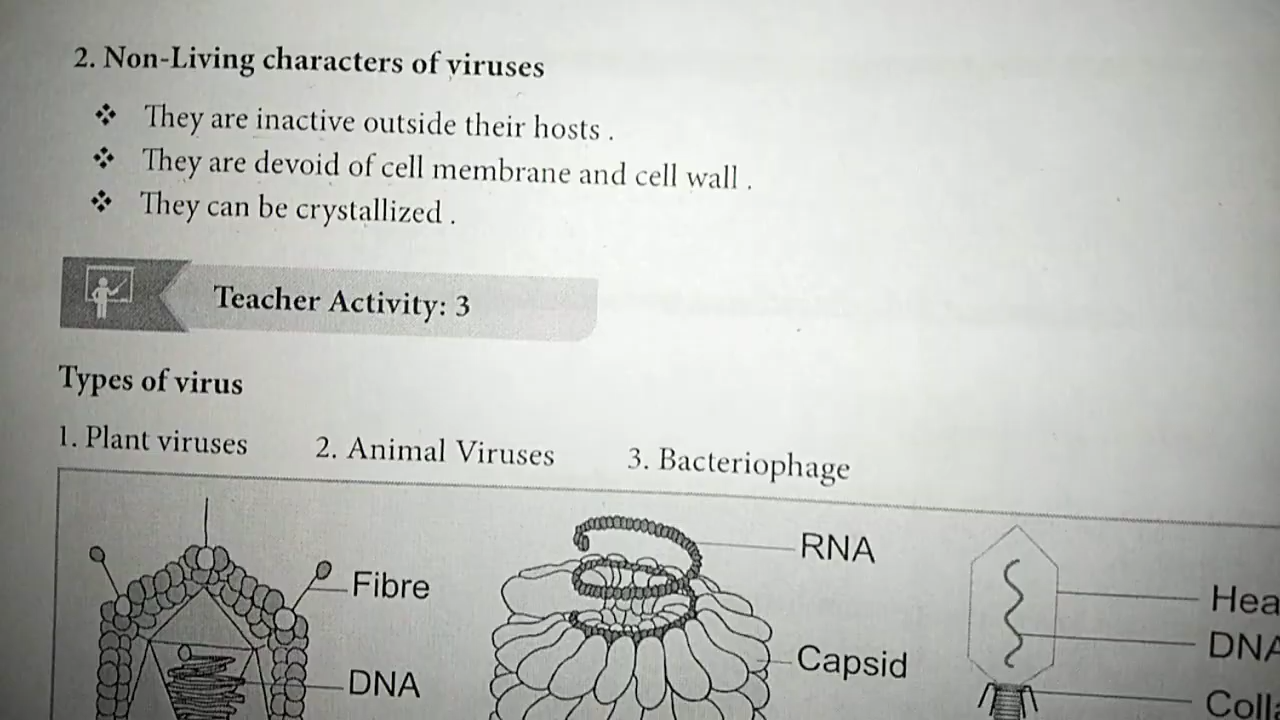 2. Non-Living characters of viruses
They are inactive outside their hosts .
They are devoid of cell membrane and cell wall .
They can be crystallized .
Teacher Activity: 3
Types of virus
1. Plant viruses 2. Animal Viruses 3. Bacteriophage
RNA
Fibre
Capsid
DNA
DNA